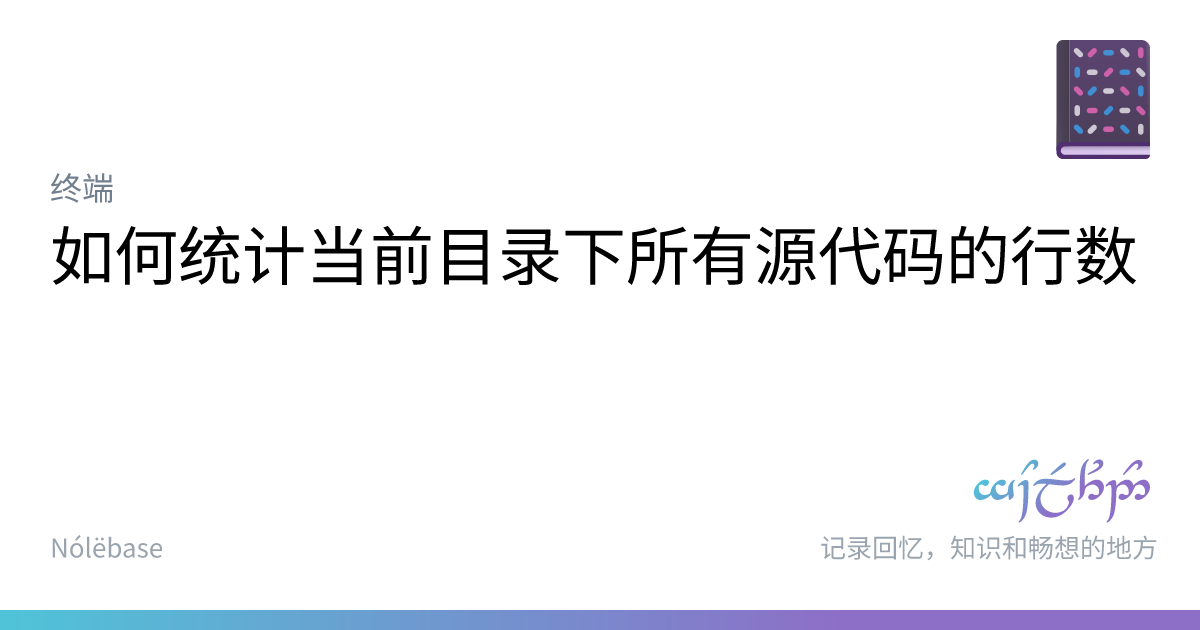 终端
如何统计当前目录下所有源代码的行数
Nólëbase
记录回忆，知识和畅想的地方